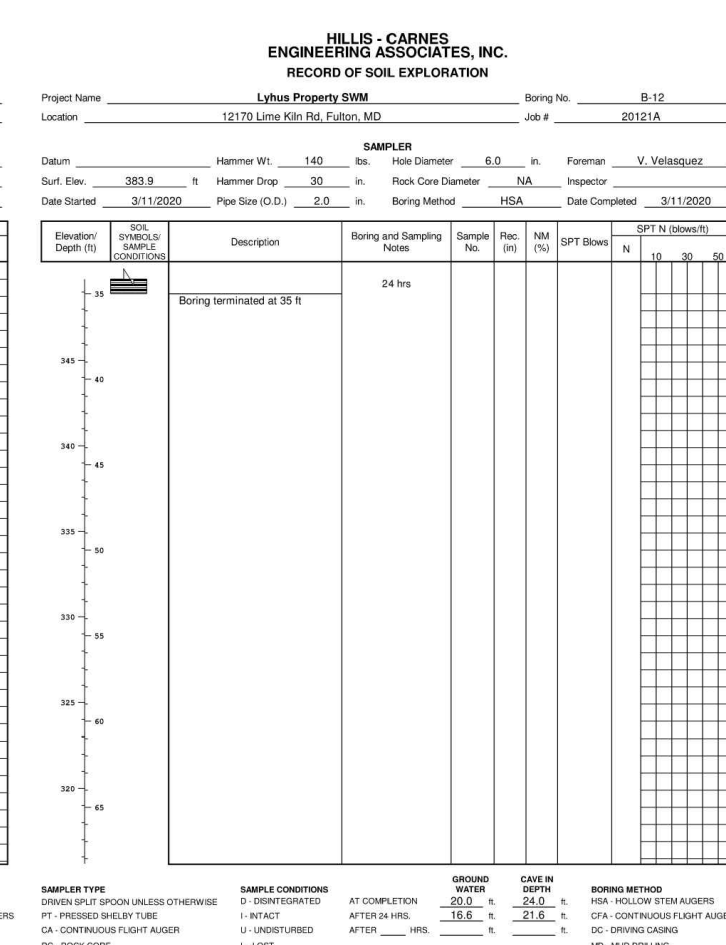 HILLIS - CARNES
ENGINEERING ASSOCIATES, INC.
RECORD OF SOIL EXPLORATION
Project Name Lyhus Property SWM Boring No. B-12
Location 12170 Lime Kiln Rd, Fulton, MD Job # 20121A
SAMPLER
Datum Hammer Wt. 140 lbs. Hole Diameter 6.0 in. Foreman V. Velasquez
Surf. Elev. 383.9 ft Hammer Drop 30 in. Rock Core Diameter NA Inspector
Date Started 3/11/2020 Pipe Size (O.D.) 2.0 in. Boring Method HSA Date Completed 3/11/2020
Elevation/
Depth (ft)
SOIL
SYMBOLS/
SAMPLE
CONDITIONS
Description
Boring and Sampling
Notes
Sample
No.
Rec.
(in)
NM
(%)
SPT Blows
SPT N (blows/ft)
N
10 30 50
24 hrs
35
Boring terminated at 35 ft
345
40
340
45
335
50
330
55
325
60
320
65
GROUND
WATER
CAVE IN
DEPTH
SAMPLER TYPE SAMPLE CONDITIONS BORING METHOD
DRIVEN SPLIT SPOON UNLESS OTHERWISE D - DISINTEGRATED AT COMPLETION 20.0 ft. 24.0 ft. HSA - HOLLOW STEM AUGERS
ERS PT - PRESSED SHELBY TUBE I - INTACT AFTER 24 HRS. 16.6 ft. 21.6 ft. CFA - CONTINUOUS FLIGHT AUGE
CA - CONTINUOUS FLIGHT AUGER U - UNDISTURBED AFTER HRS. ft. ft. DC - DRIVING CASING